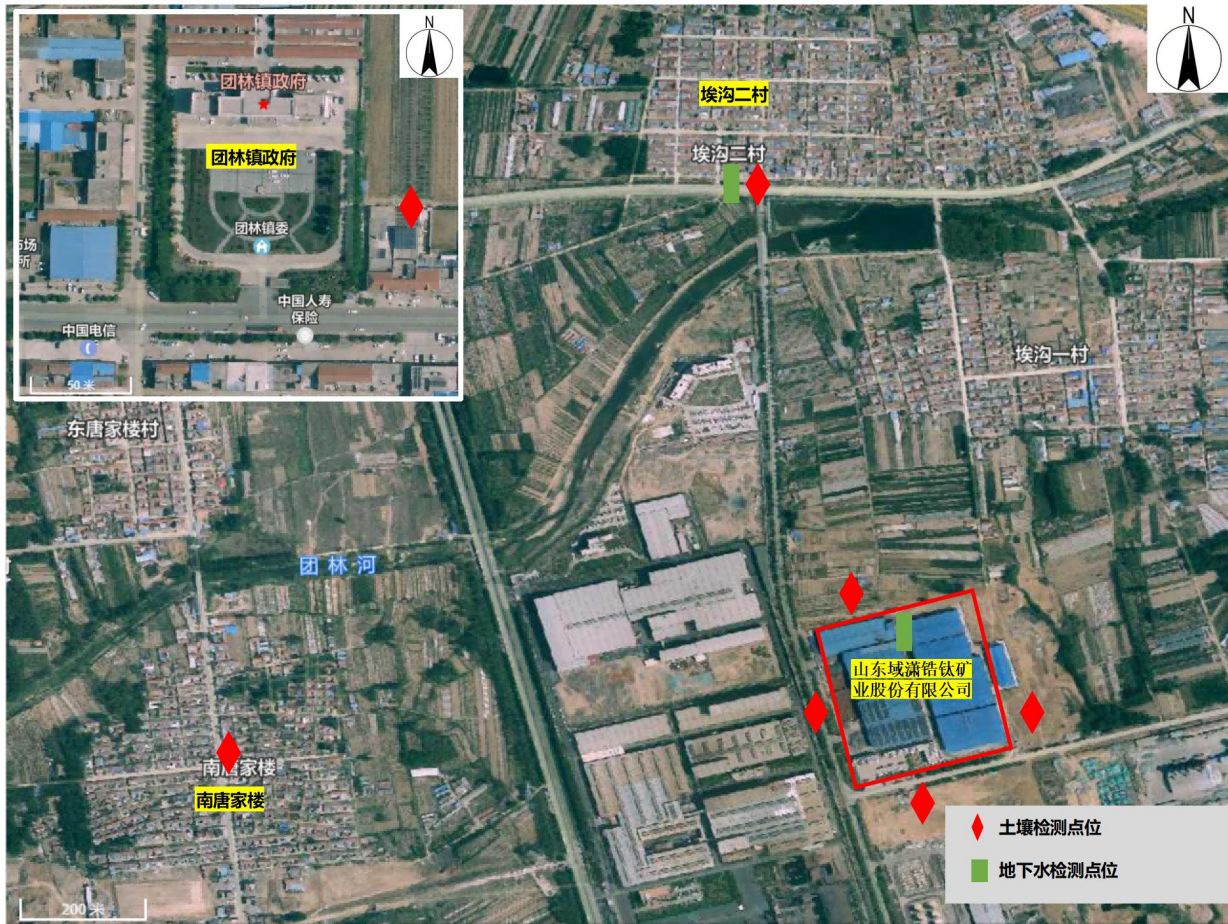 N
团林镇政府
团林镇政府
团林镇委
市场
所
中国人寿
保险
中国电信
50 米
N
埃沟二村
埃沟二村
埃沟一村
东唐家楼村
团林河
山东域潇锆钛矿
业股份有限公司
南唐家楼
南唐家楼
土壤检测点位
地下水检测点位
200 米